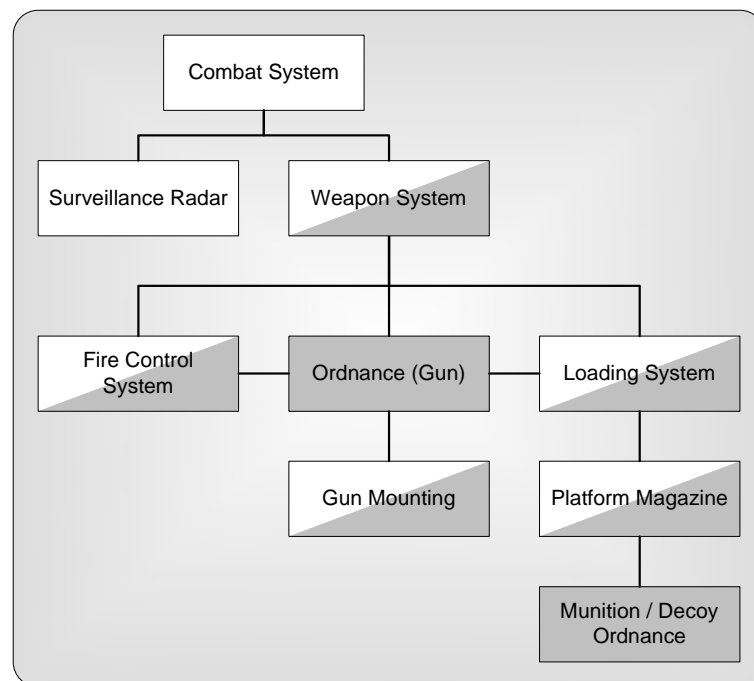 Combat System
Surveillance Radar
Weapon System
Fire Control
System
Ordnance (Gun)
Loading System
Gun Mounting
Platform Magazine
Munition / Decoy
Ordnance